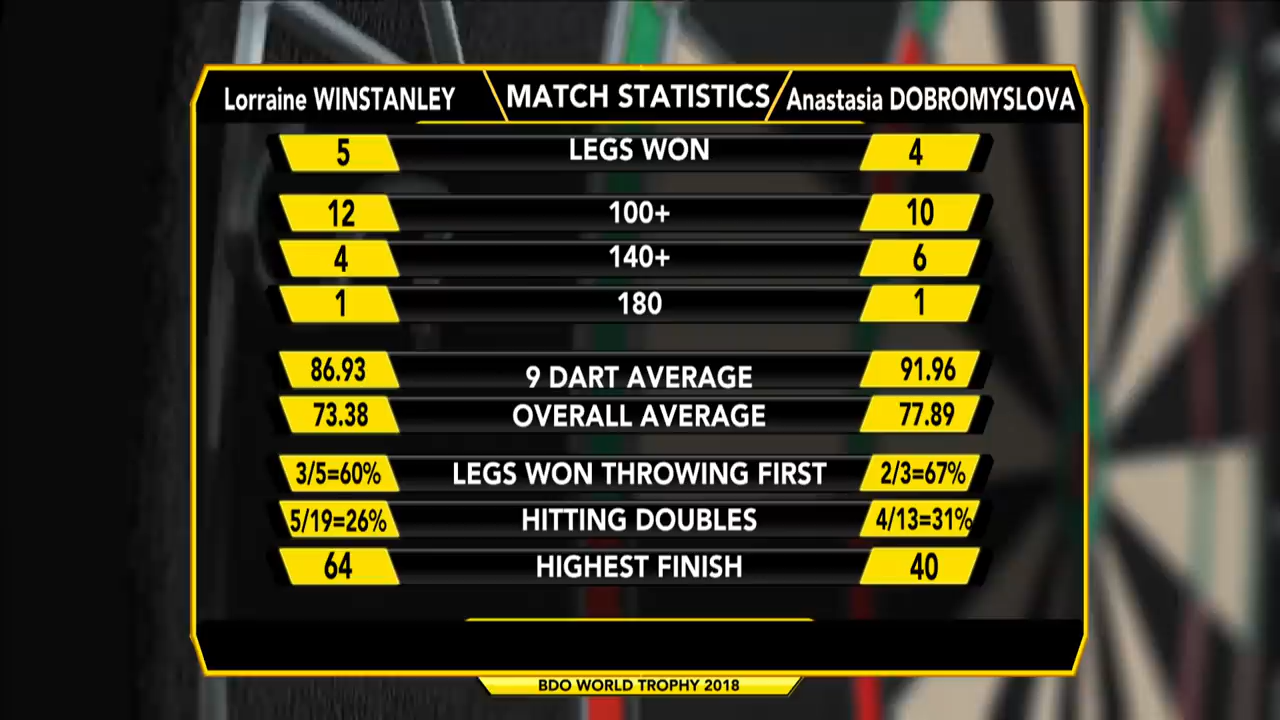 Lorraine WINSTANLEY MATCH STATISTICS Anastasia DOBROMYSLOVA
5 LEGS WON 4
12 100+ 10
4 140+ 6
1 180 1
86.93 9 DART AVERAGE 91.96
73.38 OVERALL AVERAGE 77.89
3/5=60% LEGS WON THROWING FIRST 2/3=67%
5/19=26% HITTING DOUBLES 4/13=31%
64 HIGHEST FINISH 40
BDO WORLD TROPHY 2018